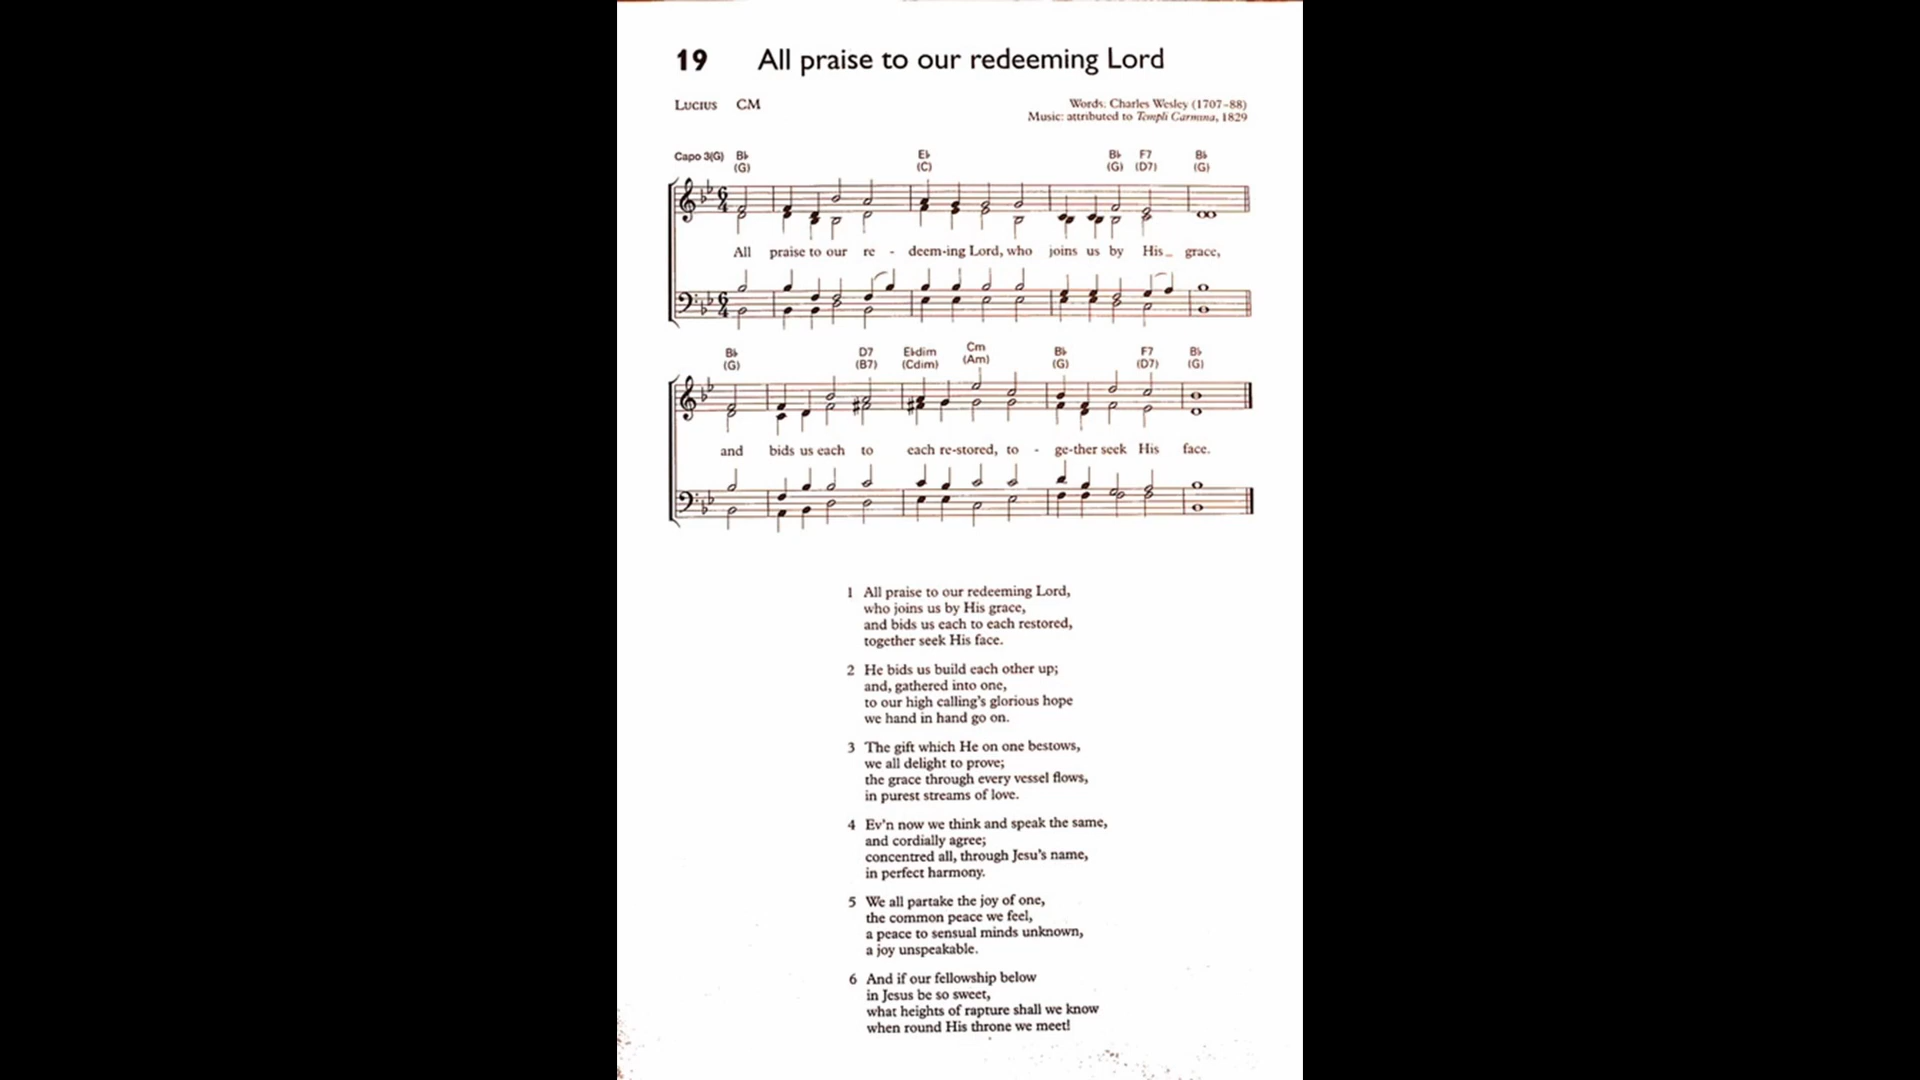 19 All praise to our redeeming Lord
LUCIUS CM
Words: Charles Wesley (1707–88)
Music: attributed to Templi Carmina, 1829
Capo 3(G) B♭ E♭ B♭ F7 B♭
(G) (C) (G) (D7) (G)
All praise to our re - deem-ing Lord, who joins us by His_ grace,
B♭ D7 E♭dim Cm B♭ F7 B♭
(G) (B7) (Cdim) (Am) (G) (D7) (G)
and bids us each to each re-stored, to - ge-ther seek His face.
1 All praise to our redeeming Lord,
who joins us by His grace,
and bids us each to each restored,
together seek His face.
2 He bids us build each other up;
and, gathered into one,
to our high calling's glorious hope
we hand in hand go on.
3 The gift which He on one bestows,
we all delight to prove;
the grace through every vessel flows,
in purest streams of love.
4 Ev'n now we think and speak the same,
and cordially agree;
concentred all, through Jesu's name,
in perfect harmony.
5 We all partake the joy of one,
the common peace we feel,
a peace to sensual minds unknown,
a joy unspeakable.
6 And if our fellowship below
in Jesus be so sweet,
what heights of rapture shall we know
when round His throne we meet!